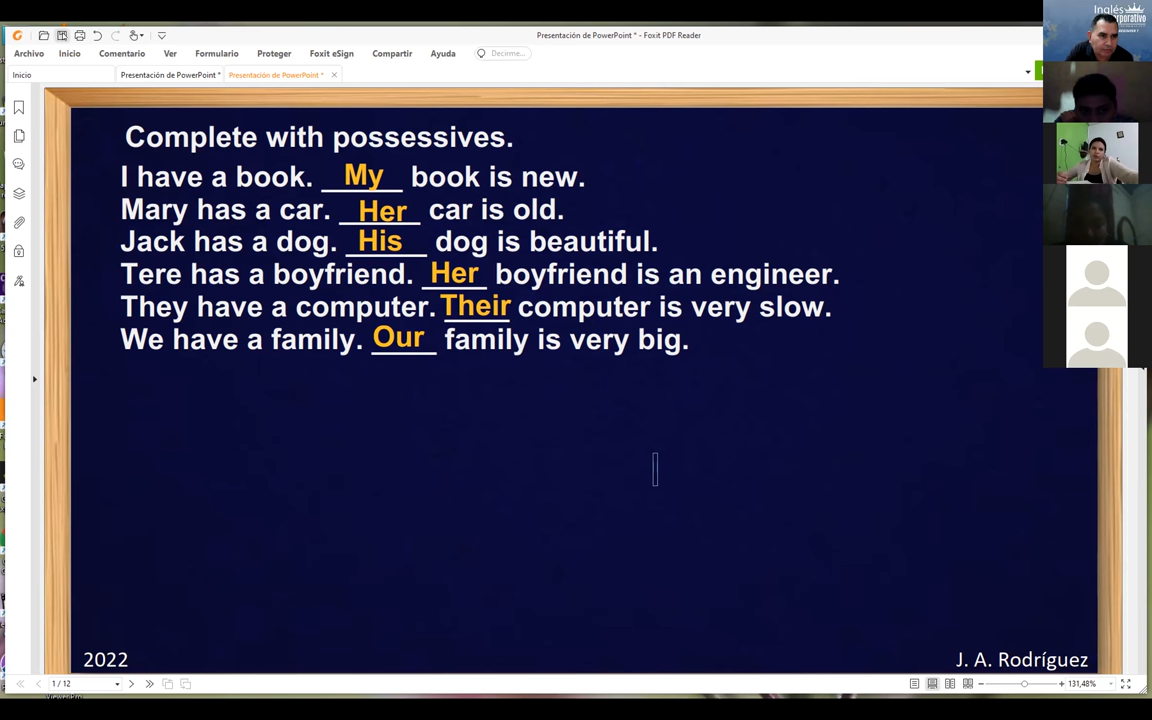 Inglés
Corporativo
Presentación de PowerPoint * - Foxit PDF Reader
Archivo Inicio Comentario Ver Formulario Proteger Foxit eSign Compartir Ayuda Decirme...
Inicio Presentación de PowerPoint * Presentación de PowerPoint *
Complete with possessives.
I have a book. My book is new.
Mary has a car. Her car is old.
Jack has a dog. His dog is beautiful.
Tere has a boyfriend. Her boyfriend is an engineer.
They have a computer. Their computer is very slow.
We have a family. Our family is very big.
2022 J. A. Rodríguez
1 / 12 131,48%